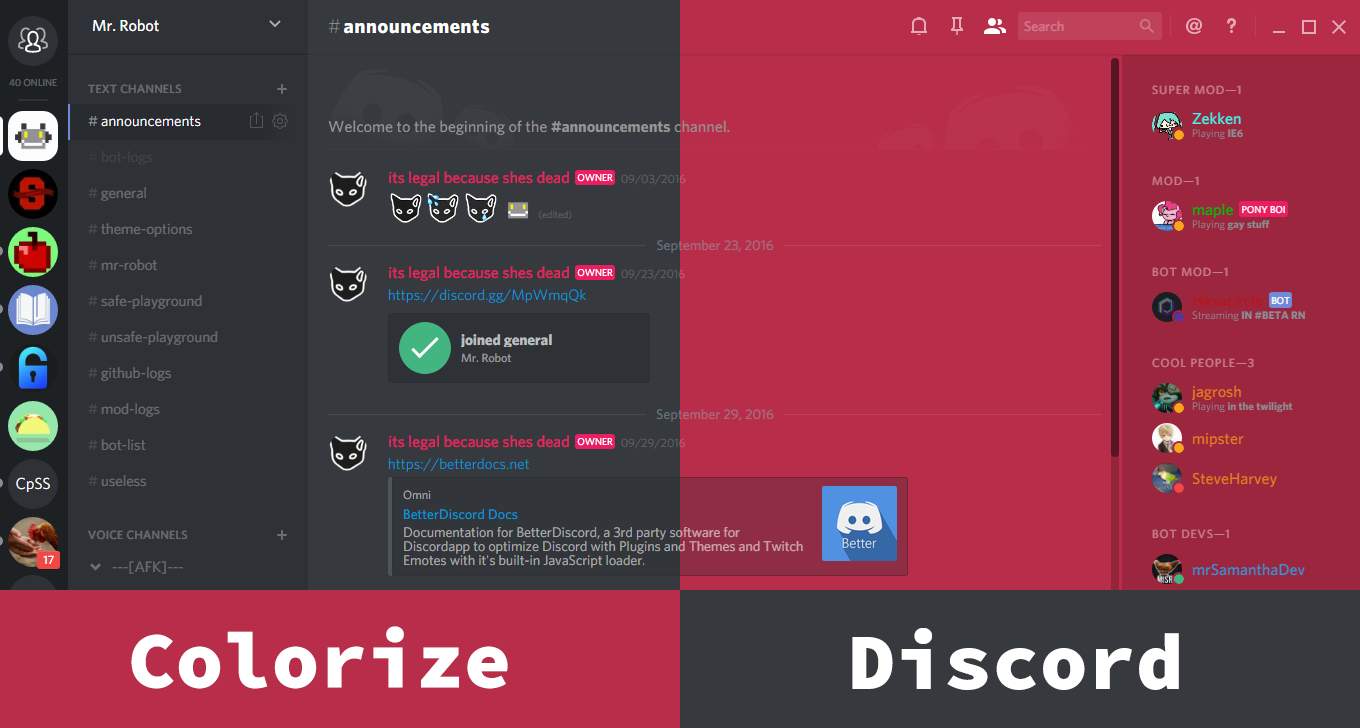 40 ONLINE
CpSS
17
Mr. Robot
TEXT CHANNELS
# announcements
# bot-logs
# general
# theme-options
# mr-robot
# safe-playground
# unsafe-playground
# github-logs
# mod-logs
# bot-list
# useless
VOICE CHANNELS
---[AFK]---
#announcements
Search
Welcome to the beginning of the #announcements channel.
its legal because shes dead OWNER 09/03/2016
(edited)
September 23, 2016
its legal because shes dead OWNER 09/23/2016
https://discord.gg/MpWmqQk
joined general
Mr. Robot
September 29, 2016
its legal because shes dead OWNER 09/29/2016
https://betterdocs.net
Omni
BetterDiscord Docs
Documentation for BetterDiscord, a 3rd party software for
Discordapp to optimize Discord with Plugins and Themes and Twitch
Emotes with it's built-in JavaScript loader.
Better
SUPER MOD—1
Zekken
Playing IE6
MOD—1
maple PONY BOI
Playing gay stuff
BOT MOD—1
BOT
Streaming IN #BETA RN
COOL PEOPLE—3
jagrosh
Playing in the twilight
mipster
SteveHarvey
BOT DEVS—1
mrSamanthaDev
Colorize
Discord